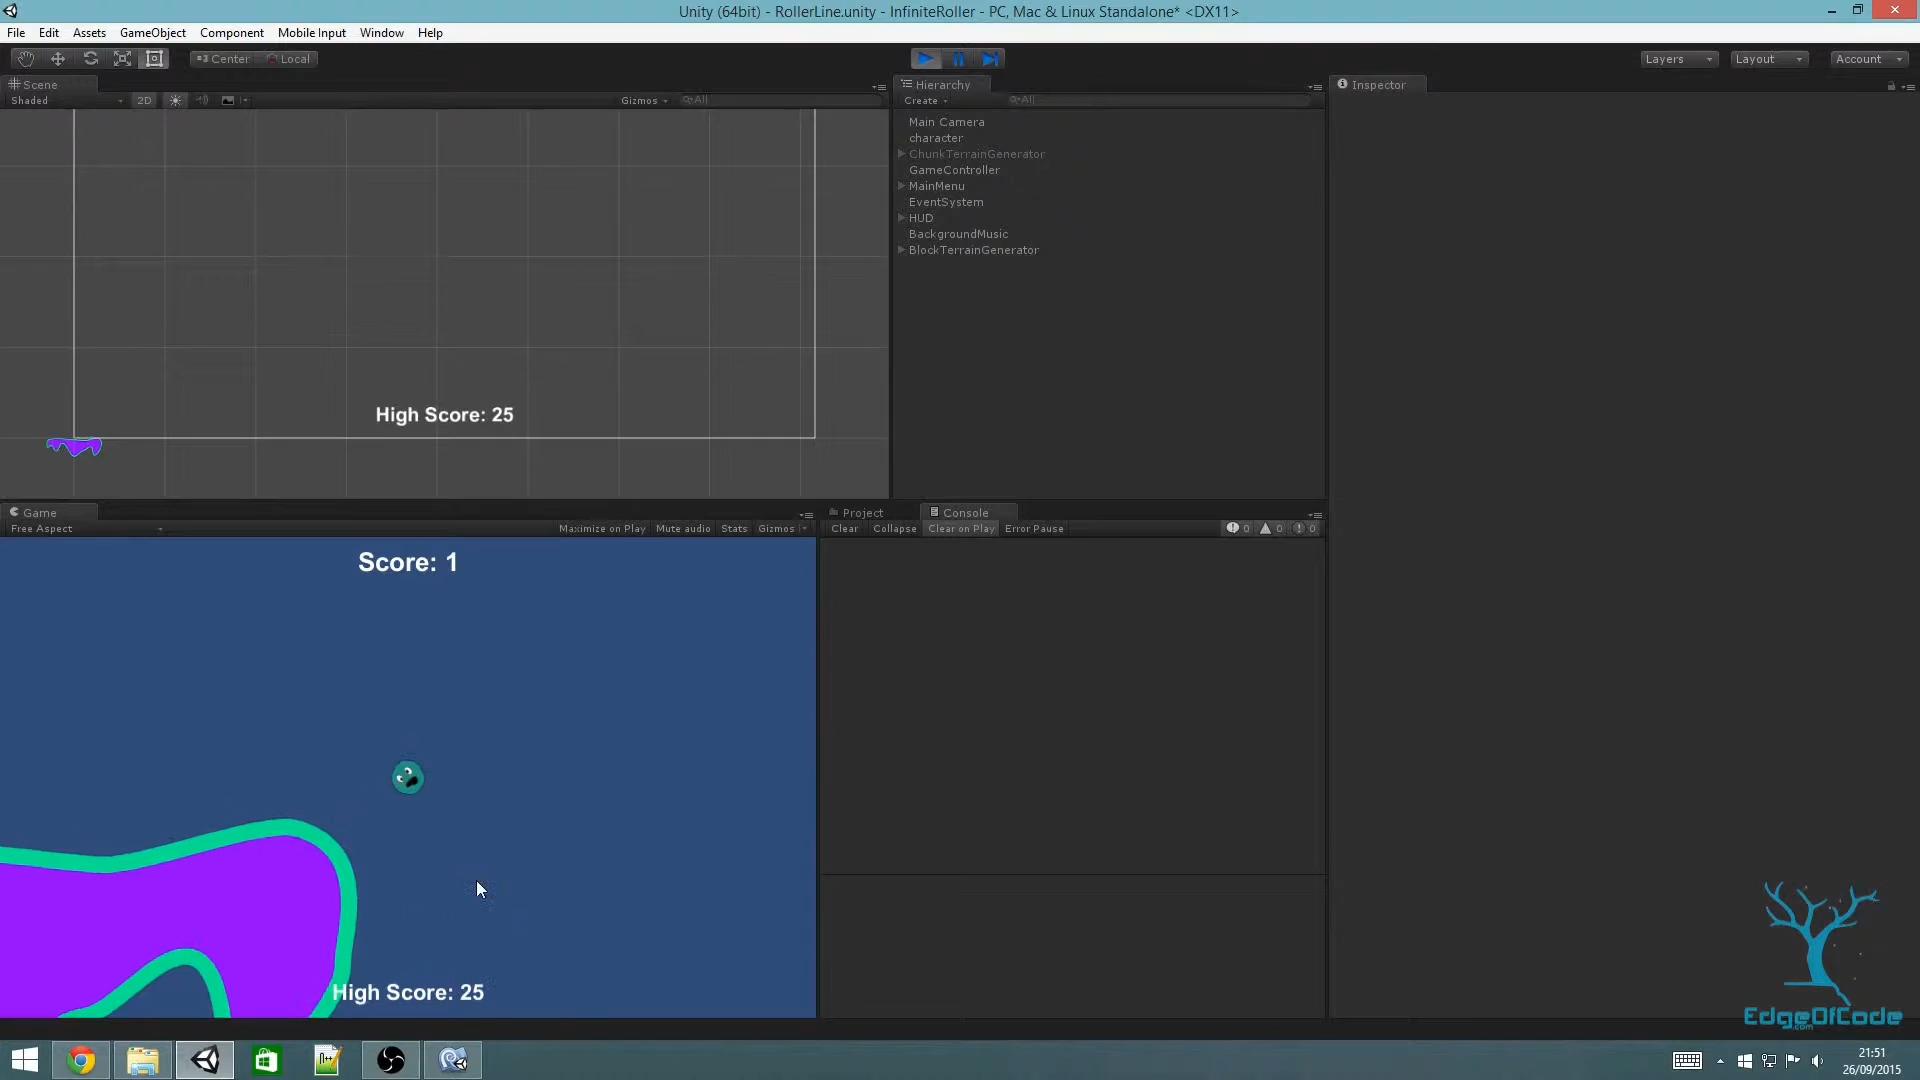 Unity (64bit) - RollerLine.unity - InfiniteRoller - PC, Mac & Linux Standalone* <DX11>
File Edit Assets GameObject Component Mobile Input Window Help
Center Local
Layers Layout Account
Scene
Shaded 2D Gizmos All
High Score: 25
Hierarchy
Create All
Main Camera
character
ChunkTerrainGenerator
GameController
MainMenu
EventSystem
HUD
BackgroundMusic
BlockTerrainGenerator
Inspector
Game
Free Aspect Maximize on Play Mute audio Stats Gizmos
Score: 1
High Score: 25
Project Console
Clear Collapse Clear on Play Error Pause 0 0 0
EdgeOfCode
.com
21:51
26/09/2015